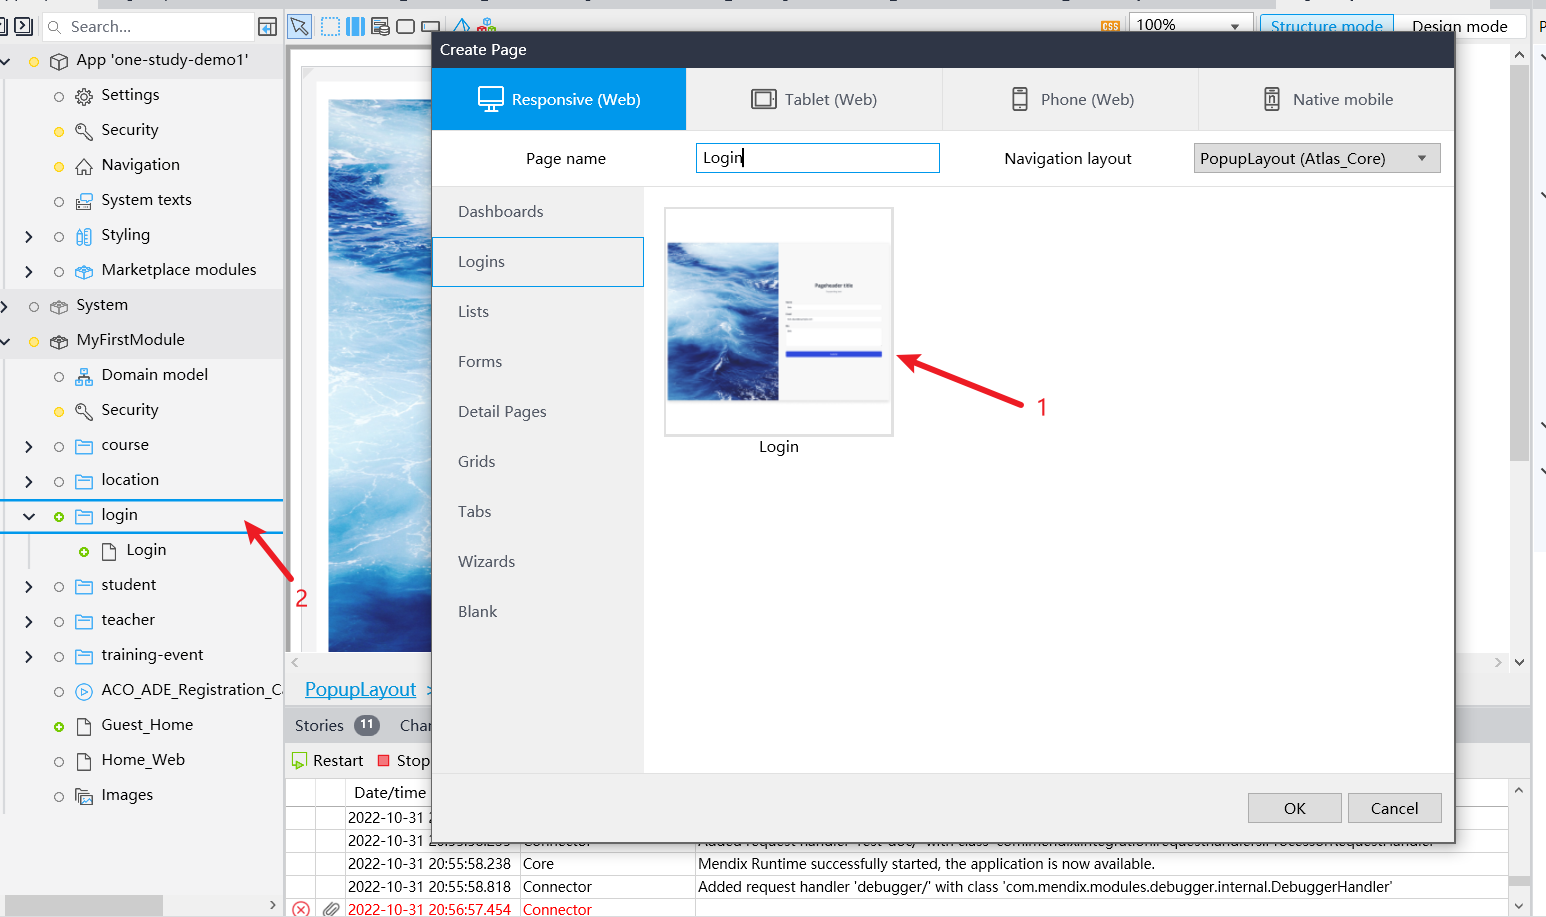 Search...
100%
Structure mode
Design mode
App 'one-study-demo1'
Settings
Security
Navigation
System texts
Styling
Marketplace modules
System
MyFirstModule
Domain model
Security
course
location
login
Login
student
teacher
training-event
ACO_ADE_Registration_C
Guest_Home
Home_Web
Images
2
Create Page
Responsive (Web)
Tablet (Web)
Phone (Web)
Native mobile
Page name
Login
Navigation layout
PopupLayout (Atlas_Core)
Dashboards
Logins
Lists
Forms
Detail Pages
Grids
Tabs
Wizards
Blank
Pageheader title
Login
1
OK
Cancel
PopupLayout >
Stories 11 Char
Restart
Stop
Date/time
2022-10-31 2
2022-10-31 20:55:58.238 Core Mendix Runtime successfully started, the application is now available.
2022-10-31 20:55:58.818 Connector Added request handler 'debugger/' with class 'com.mendix.modules.debugger.internal.DebuggerHandler'
2022-10-31 20:56:57.454 Connector